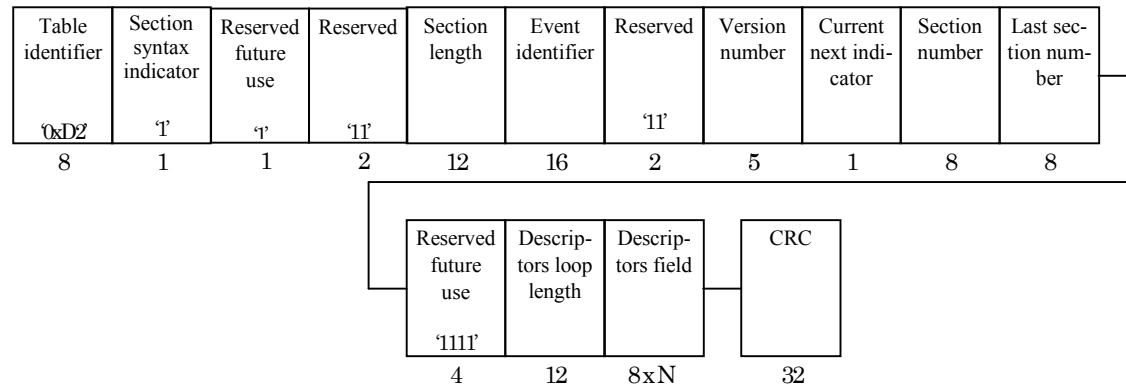 Table
identifier
'0xD2'
8
Section
syntax
indicator
'1'
1
Reserved
future
use
'1'
1
Reserved
'11'
2
Section
length
12
Event
identifier
16
Reserved
'11'
2
Version
number
5
Current
next indi-
cator
1
Section
number
8
Last sec-
tion num-
ber
8
Reserved
future
use
'1111'
4
Descrip-
tors loop
length
12
Descrip-
tors field
8xN
CRC
32